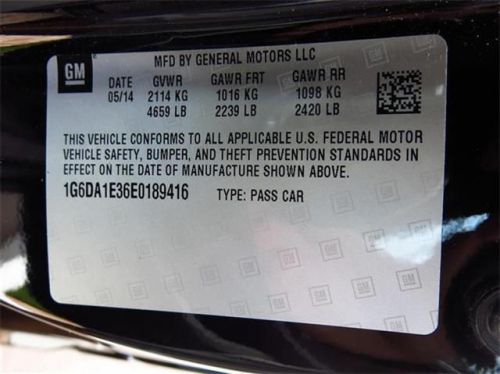 MFD BY GENERAL MOTORS LLC
GM
DATE GVWR GAWR FRT GAWR RR
05/14 2114 KG 1016 KG 1098 KG
4659 LB 2239 LB 2420 LB
THIS VEHICLE CONFORMS TO ALL APPLICABLE U.S. FEDERAL MOTOR
VEHICLE SAFETY, BUMPER, AND THEFT PREVENTION STANDARDS IN
EFFECT ON THE DATE OF MANUFACTURE SHOWN ABOVE.
1G6DA1E36E0189416 TYPE: PASS CAR